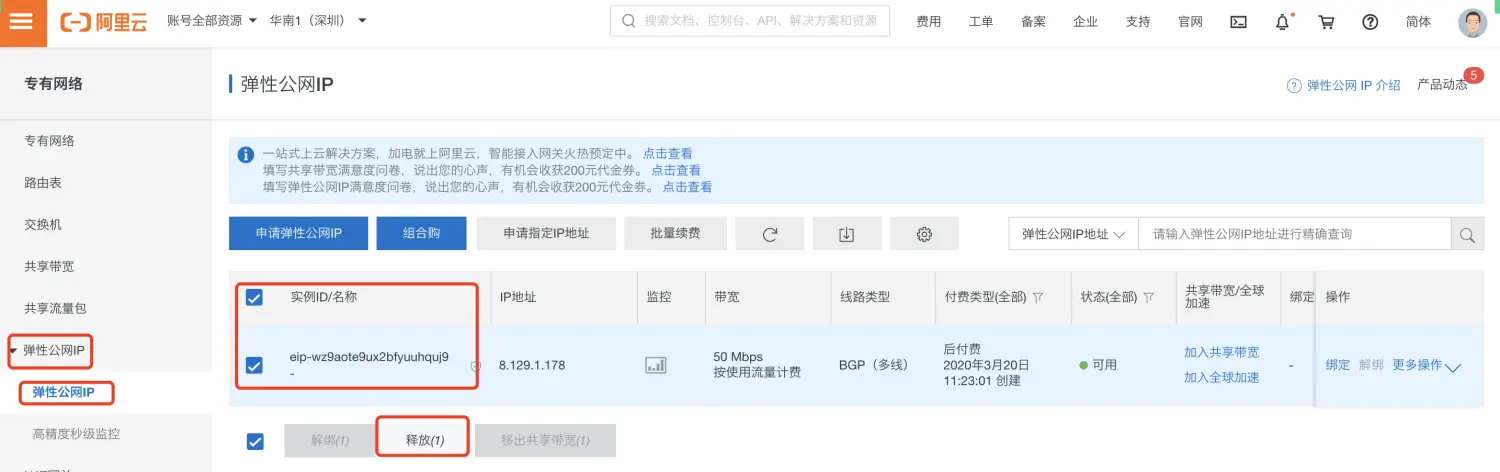 阿里云
账号全部资源
华南1（深圳）
搜索文档、控制台、API、解决方案和资源
费用
工单
备案
企业
支持
官网
简体
专有网络
专有网络
路由表
交换机
共享带宽
共享流量包
弹性公网IP
弹性公网IP
高精度秒级监控
弹性公网IP
弹性公网 IP 介绍
产品动态
5
一站式上云解决方案，加电就上阿里云，智能接入网关火热预定中。 点击查看
填写共享带宽满意度问卷，说出您的心声，有机会收获200元代金券。 点击查看
填写弹性公网IP满意度问卷，说出您的心声，有机会收获200元代金券。 点击查看
申请弹性公网IP
组合购
申请指定IP地址
批量续费
弹性公网IP地址
请输入弹性公网IP地址进行精确查询
实例ID/名称
IP地址
监控
带宽
线路类型
付费类型(全部)
状态(全部)
共享带宽/全球
加速
绑定
操作
eip-wz9aote9ux2bfyuuhquj9
-
8.129.1.178
50 Mbps
按使用流量计费
BGP（多线）
后付费
2020年3月20日
11:23:01 创建
可用
加入共享带宽
加入全球加速
-
绑定 解绑 更多操作
解绑(1)
释放(1)
移出共享带宽(1)